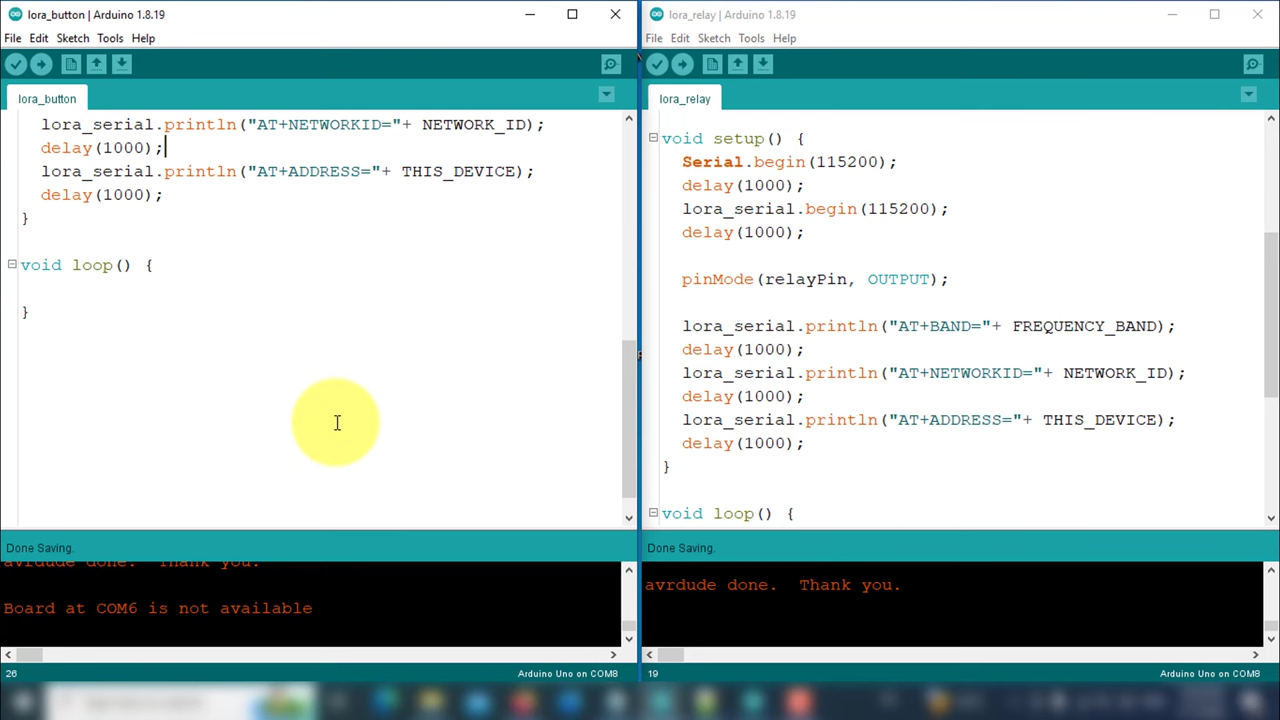 lora_button | Arduino 1.8.19
File Edit Sketch Tools Help
lora_button
lora_serial.println("AT+NETWORKID="+ NETWORK_ID);
delay(1000);
lora_serial.println("AT+ADDRESS="+ THIS_DEVICE);
delay(1000);
}
void loop() {
}
Done Saving.
avrdude done. Thank you.
Board at COM6 is not available
26
Arduino Uno on COM8
lora_relay | Arduino 1.8.19
File Edit Sketch Tools Help
lora_relay
void setup() {
Serial.begin(115200);
delay(1000);
lora_serial.begin(115200);
delay(1000);
pinMode(relayPin, OUTPUT);
lora_serial.println("AT+BAND="+ FREQUENCY_BAND);
delay(1000);
lora_serial.println("AT+NETWORKID="+ NETWORK_ID);
delay(1000);
lora_serial.println("AT+ADDRESS="+ THIS_DEVICE);
delay(1000);
}
void loop() {
Done Saving.
avrdude done. Thank you.
19
Arduino Uno on COM8